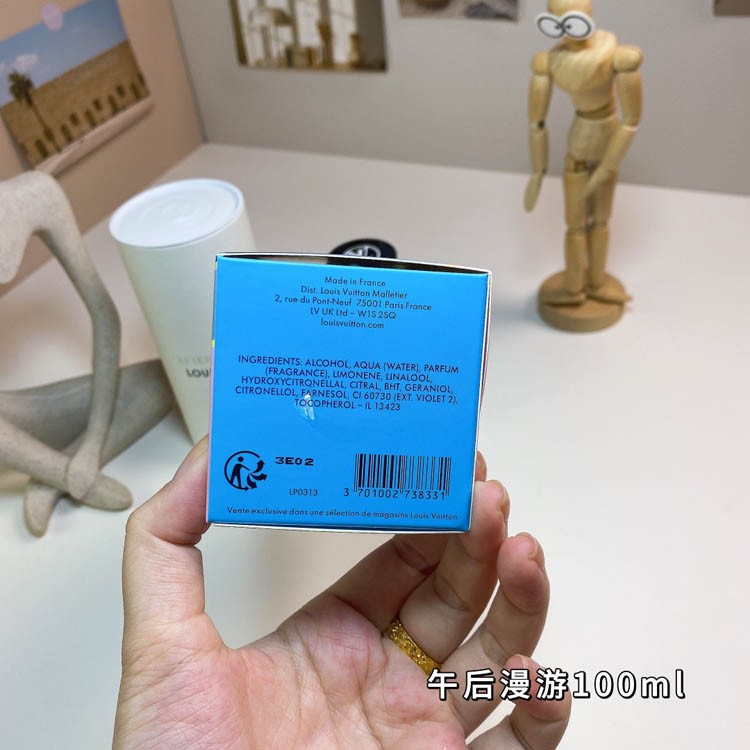 Made in France
Dist. Louis Vuitton Malletier
2, rue du Pont-Neuf 75001 Paris France
LV UK Ltd – W1S 2SQ
louisvuitton.com
INGREDIENTS: ALCOHOL, AQUA (WATER), PARFUM
(FRAGRANCE), LIMONENE, LINALOOL,
HYDROXYCITRONELLAL, CITRAL, BHT, GERANIOL,
CITRONELLOL, FARNESOL, CI 60730 (EXT. VIOLET 2),
TOCOPHEROL – IL 13423
3E02
LP0313
3 701002 738331
Vente exclusive dans une sélection de magasins Louis Vuitton
AFTER
LOU
午后漫游100ml